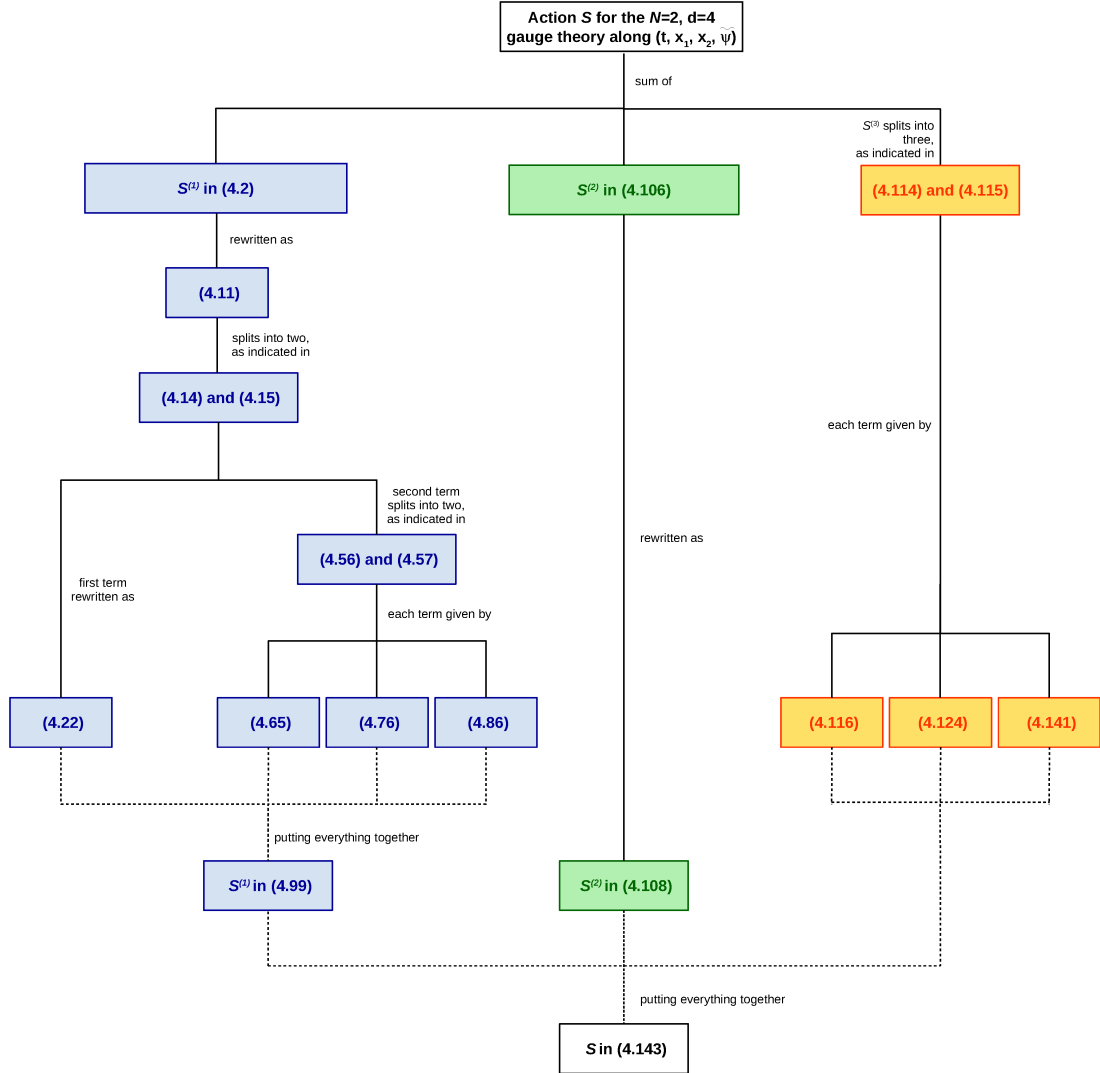 Action S for the N=2, d=4
gauge theory along (t, x₁, x₂, ψ̃)
sum of
S⁽³⁾ splits into
three,
as indicated in
S⁽¹⁾ in (4.2)
S⁽²⁾ in (4.106)
(4.114) and (4.115)
rewritten as
(4.11)
splits into two,
as indicated in
(4.14) and (4.15)
each term given by
second term
splits into two,
as indicated in
rewritten as
(4.56) and (4.57)
first term
rewritten as
each term given by
(4.22)
(4.65)
(4.76)
(4.86)
(4.116)
(4.124)
(4.141)
putting everything together
S⁽¹⁾ in (4.99)
S⁽²⁾ in (4.108)
putting everything together
S in (4.143)